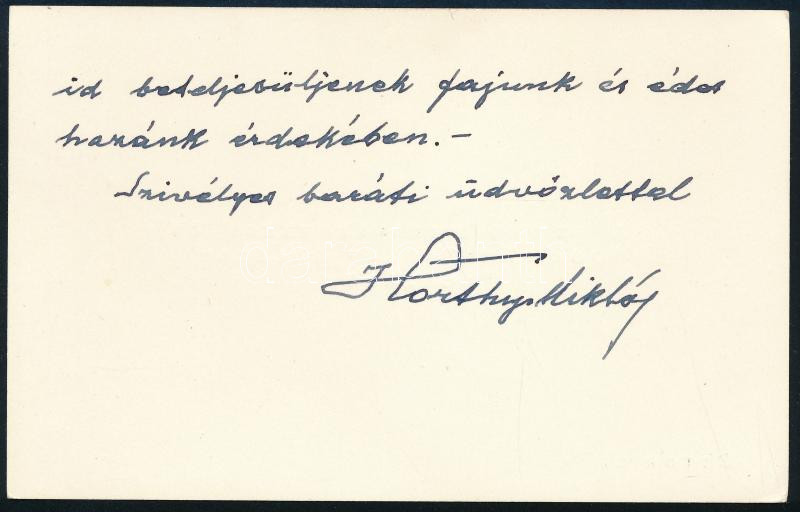 id beteljesüljenek fajunk és édes
hazánk érdekében.-
Szivélyes baráti üdvözlettel
Horthy Miklós